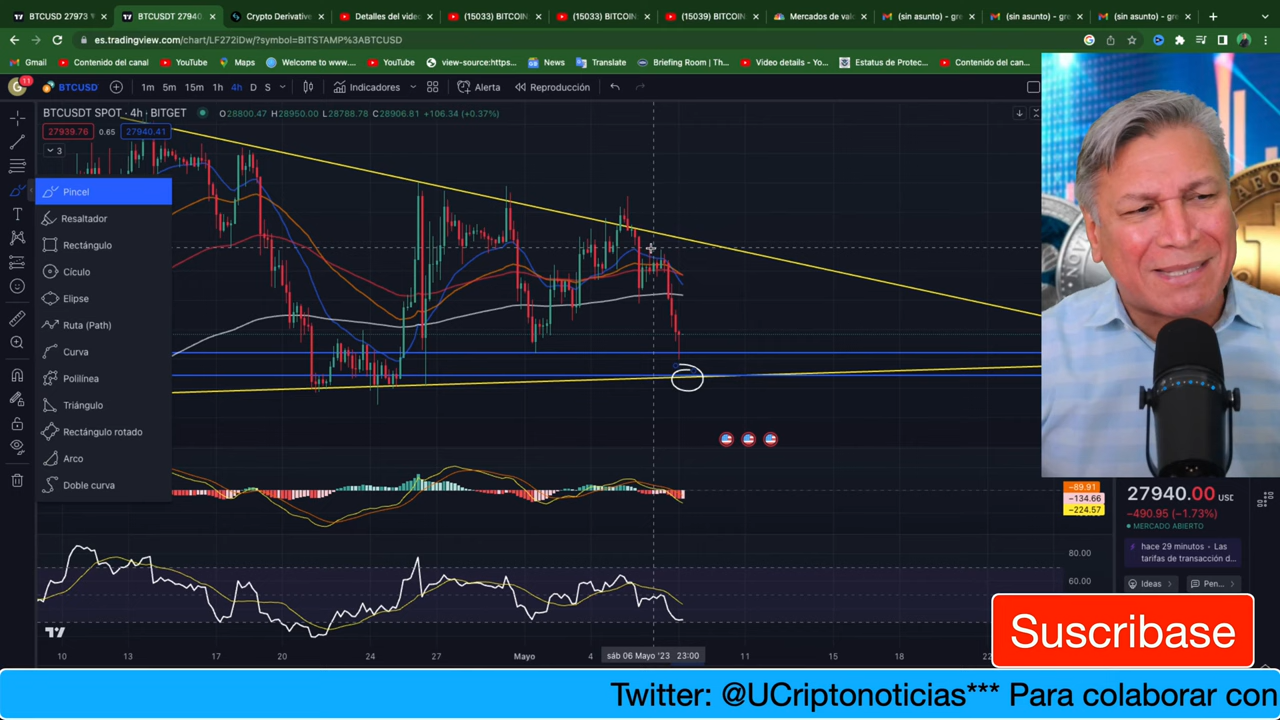 BTCUSD 27973
BTCUSDT 27940
Crypto Derivative
Detalles del video
(15033) BITCOIN
(15033) BITCOIN
(15039) BITCOIN
Mercados de valo
(sin asunto) - gre
(sin asunto) - gre
(sin asunto) - gre
es.tradingview.com/chart/LF272lDw/?symbol=BITSTAMP%3ABTCUSD
Gmail
Contenido del canal
YouTube
Maps
Welcome to www....
YouTube
view-source:https...
News
Translate
Briefing Room | Th...
Video details - Yo...
Estatus de Protec...
Contenido del can...
11
BTCUSD
1m 5m 15m 1h 4h D S
Indicadores
Alerta
Reproducción
BTCUSDT SPOT · 4h · BITGET
O28800.47 H28950.00 L28788.78 C28906.81 +106.34 (+0.37%)
27939.76 0.65 27940.41
3
Pincel
Resaltador
Rectángulo
Cículo
Elipse
Ruta (Path)
Curva
Polilínea
Triángulo
Rectángulo rotado
Arco
Doble curva
-89.91
-134.66
-224.57
80.00
60.00
27940.00 USD
−490.95 (−1.73%)
MERCADO ABIERTO
hace 29 minutos · Las
tarifas de transacción d...
Ideas
Pen...
Suscribase
10 13 17 20 24 27 Mayo 4 sáb 06 Mayo '23 23:00 11 15 18
Twitter: @UCriptonoticias*** Para colaborar con